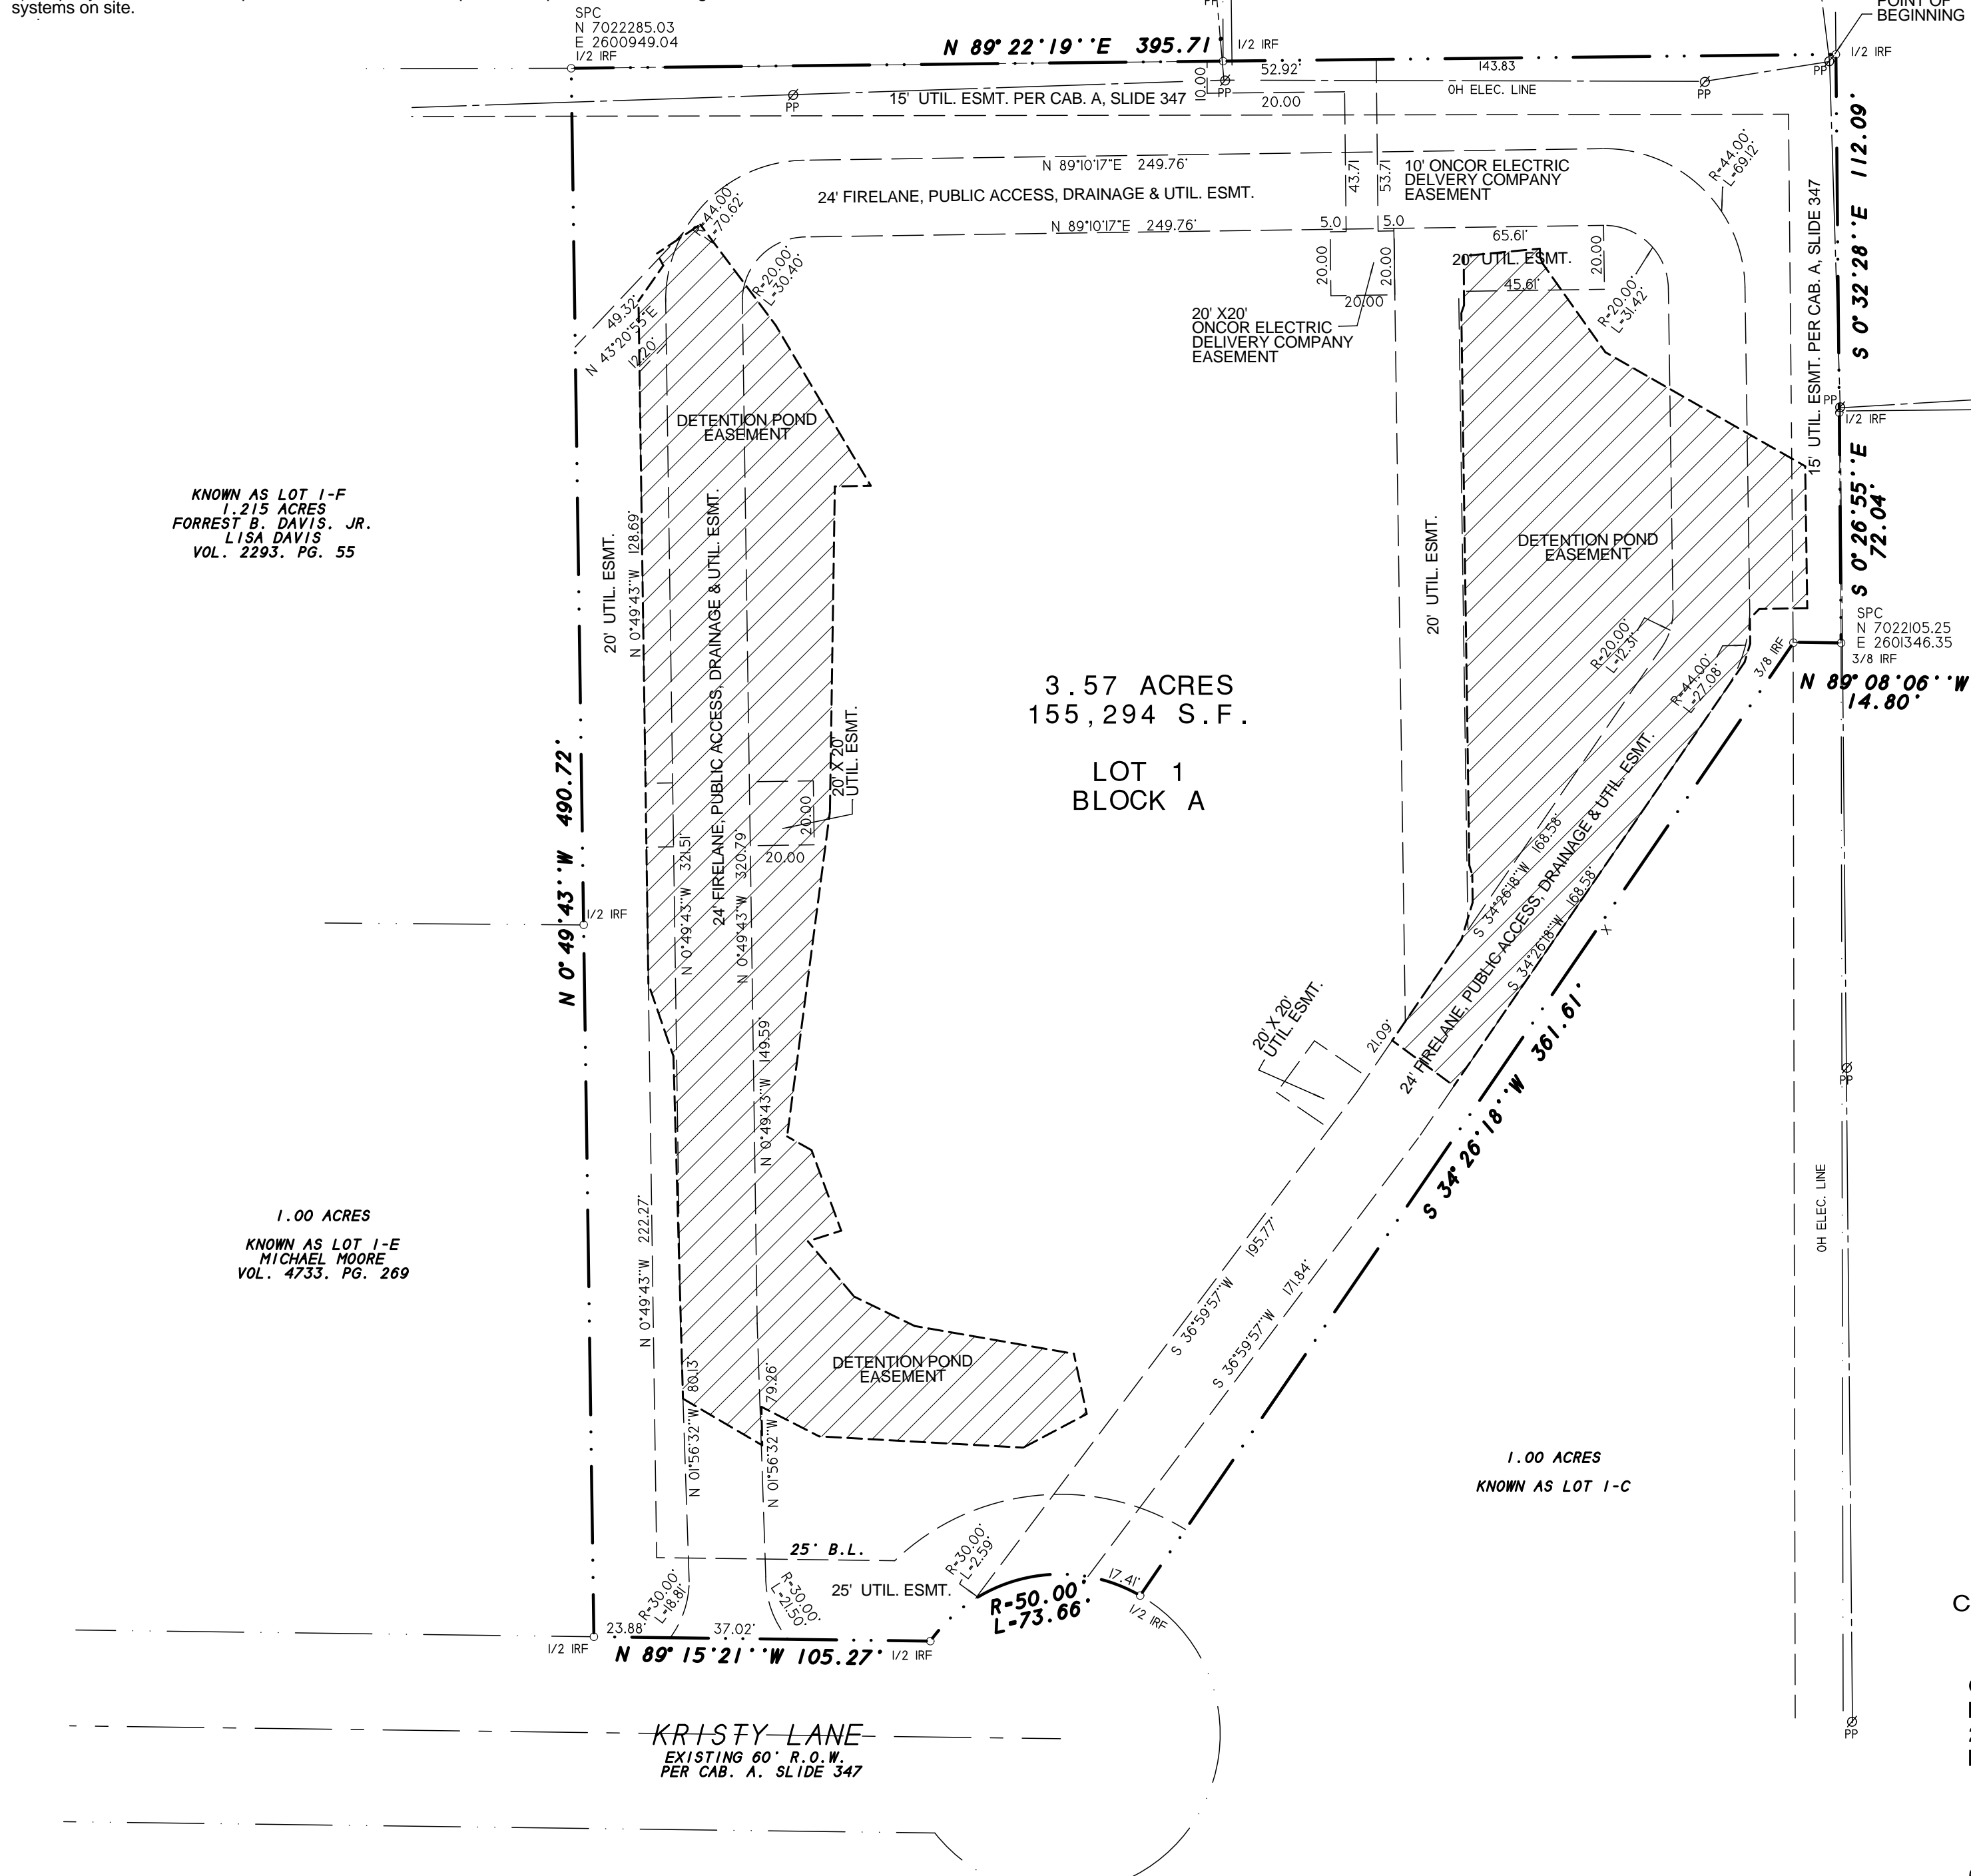 systems on site.
SPC
N 7022285.03
E 2600949.04
1/2 IRF
N 89°22'19''E 395.71'
PP
1/2 IRF
POINT OF
BEGINNING
1/2 IRF
PP
52.92'
143.83
10.00
PP
20.00
OH ELEC. LINE
PP
PP
15' UTIL. ESMT. PER CAB. A, SLIDE 347
S 0°32'28''E 112.09'
R=44.00'
L=69.12'
N 89°10'17"E 249.76'
43.71
53.71
10' ONCOR ELECTRIC
DELVERY COMPANY
EASEMENT
24' FIRELANE, PUBLIC ACCESS, DRAINAGE & UTIL. ESMT.
15' UTIL. ESMT. PER CAB. A, SLIDE 347
R=44.00'
L=70.62'
N 89°10'17"E 249.76'
5.0
5.0
65.61'
20' UTIL. ESMT.
20.00
45.61'
20.00
20.00
20.00
R=20.00'
L=30.40'
R=20.00'
L=31.42'
49.32'
N 43°20'55"E
12.20'
20' X20'
ONCOR ELECTRIC
DELIVERY COMPANY
EASEMENT
PP
1/2 IRF
DETENTION POND
EASEMENT
S 0°26'55''E
72.04'
KNOWN AS LOT 1-F
1.215 ACRES
FORREST B. DAVIS, JR.
LISA DAVIS
VOL. 2293, PG. 55
20' UTIL. ESMT.
N 0°49'43''W 128.69'
24' FIRELANE, PUBLIC ACCESS, DRAINAGE & UTIL. ESMT.
20' UTIL. ESMT.
DETENTION POND
EASEMENT
SPC
N 7022105.25
E 2601346.35
3/8 IRF
3/8 IRF
N 89°08'06''W
14.80'
R=20.00'
L=12.31'
R=44.00'
L=27.08'
3.57 ACRES
155,294 S.F.
LOT 1
BLOCK A
20' X 20'
UTIL. ESMT.
20.00
20.00
N 0°49'43''W 490.72'
N 0°49'43''W 321.51'
N 0°49'43''W 320.79'
1/2 IRF
S 34°26'18''W 168.58'
S 34°26'18''W 168.58'
24' FIRELANE, PUBLIC ACCESS, DRAINAGE & UTIL. ESMT.
X
S 34°26'18''W 361.61'
20' X 20'
UTIL. ESMT.
21.09'
N 0°49'43''W 149.59'
PP
1.00 ACRES
KNOWN AS LOT 1-E
MICHAEL MOORE
VOL. 4733, PG. 269
N 0°49'43''W 222.27'
S 36°59'57''W 195.77'
S 36°59'57''W 171.84'
OH ELEC. LINE
DETENTION POND
EASEMENT
N 01°56'32''W 80.13'
N 01°56'32''W 79.26'
1.00 ACRES
KNOWN AS LOT 1-C
25' B.L.
25' UTIL. ESMT.
R=30.00'
L=2.59'
R=30.00'
L=18.81'
R=30.00'
L=21.50'
R=50.00'
L=73.66'
17.41'
1/2 IRF
23.88'
37.02'
1/2 IRF
N 89°15'21''W 105.27'
1/2 IRF
PP
KRISTY LANE
EXISTING 60' R.O.W.
PER CAB. A, SLIDE 347